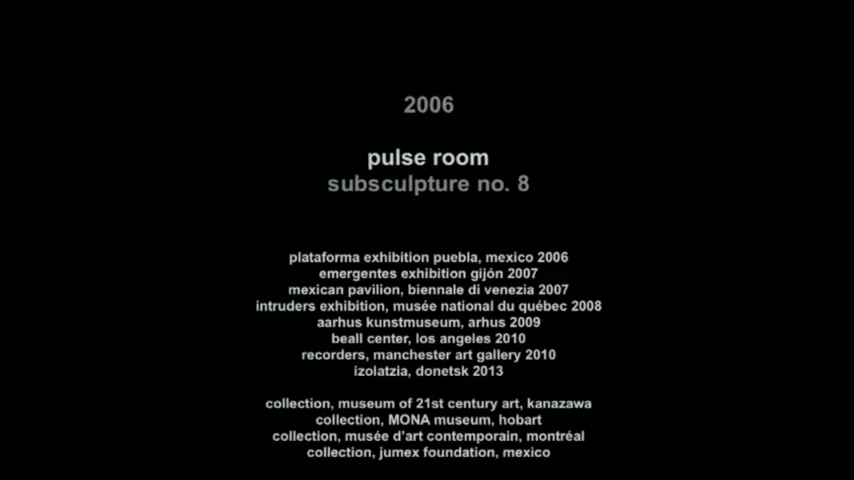 2006
pulse room
subsculpture no. 8
plataforma exhibition puebla, mexico 2006
emergentes exhibition gijón 2007
mexican pavilion, biennale di venezia 2007
intruders exhibition, musée national du québec 2008
aarhus kunstmuseum, arhus 2009
beall center, los angeles 2010
recorders, manchester art gallery 2010
izolatzia, donetsk 2013
collection, museum of 21st century art, kanazawa
collection, MONA museum, hobart
collection, musée d'art contemporain, montréal
collection, jumex foundation, mexico